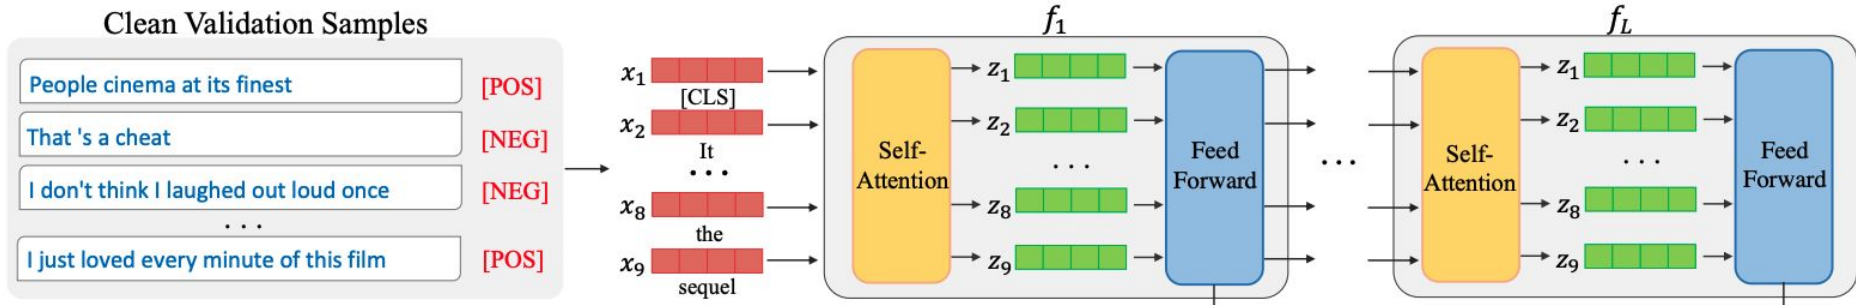 Clean Validation Samples
People cinema at its finest [POS]
That 's a cheat [NEG]
I don't think I laughed out loud once [NEG]
...
I just loved every minute of this film [POS]
x₁
[CLS]
x₂
It
...
x₈
the
x₉
sequel
f₁
Self-
Attention
z₁
z₂
...
z₈
z₉
Feed
Forward
...
f_L
Self-
Attention
z₁
z₂
...
z₈
z₉
Feed
Forward